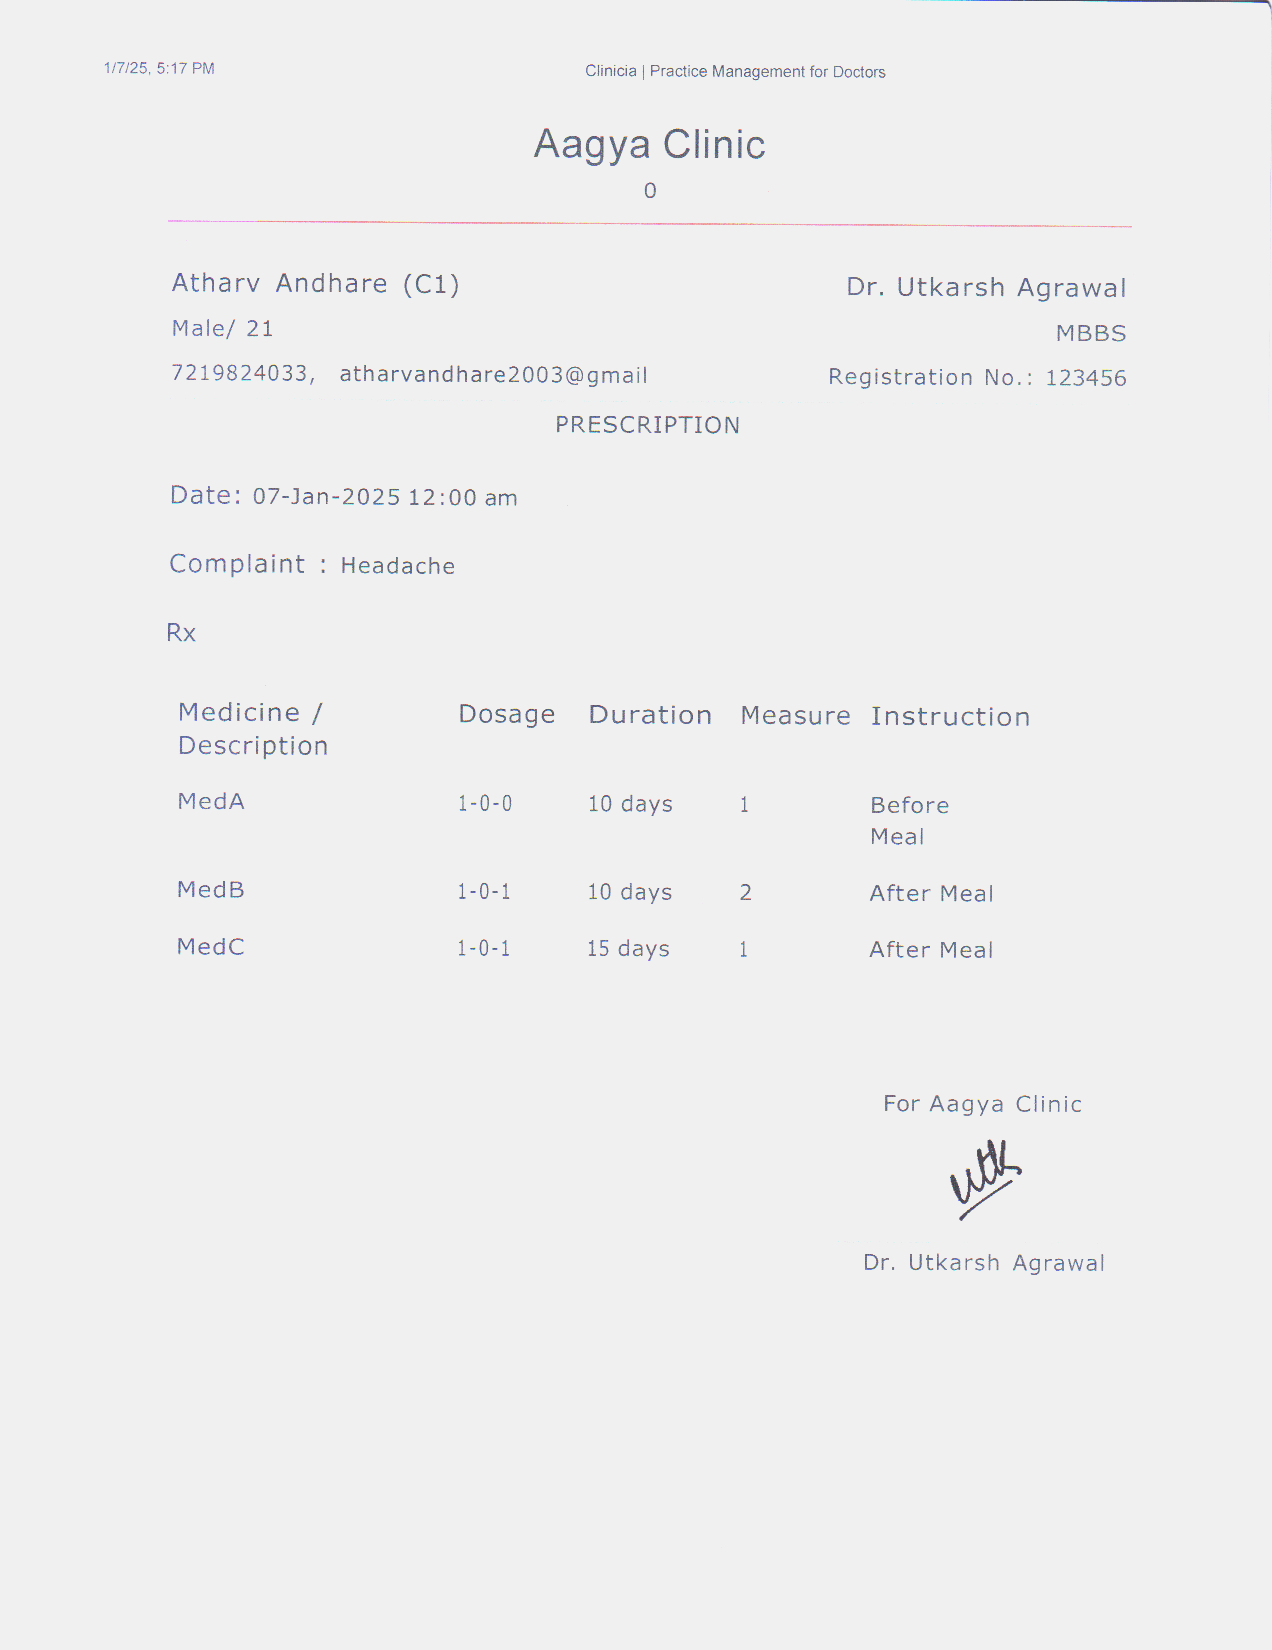 1/7/25, 5:17 PM Clinicia | Practice Management for Doctors
Aagya Clinic
0
Atharv Andhare (C1) Dr. Utkarsh Agrawal
Male/ 21 MBBS
7219824033, atharvandhare2003@gmail Registration No.: 123456
PRESCRIPTION
Date: 07-Jan-2025 12:00 am
Complaint : Headache
Rx
Medicine / Dosage Duration Measure Instruction
Description
MedA 1-0-0 10 days 1 Before
Meal
MedB 1-0-1 10 days 2 After Meal
MedC 1-0-1 15 days 1 After Meal
For Aagya Clinic
utk
Dr. Utkarsh Agrawal